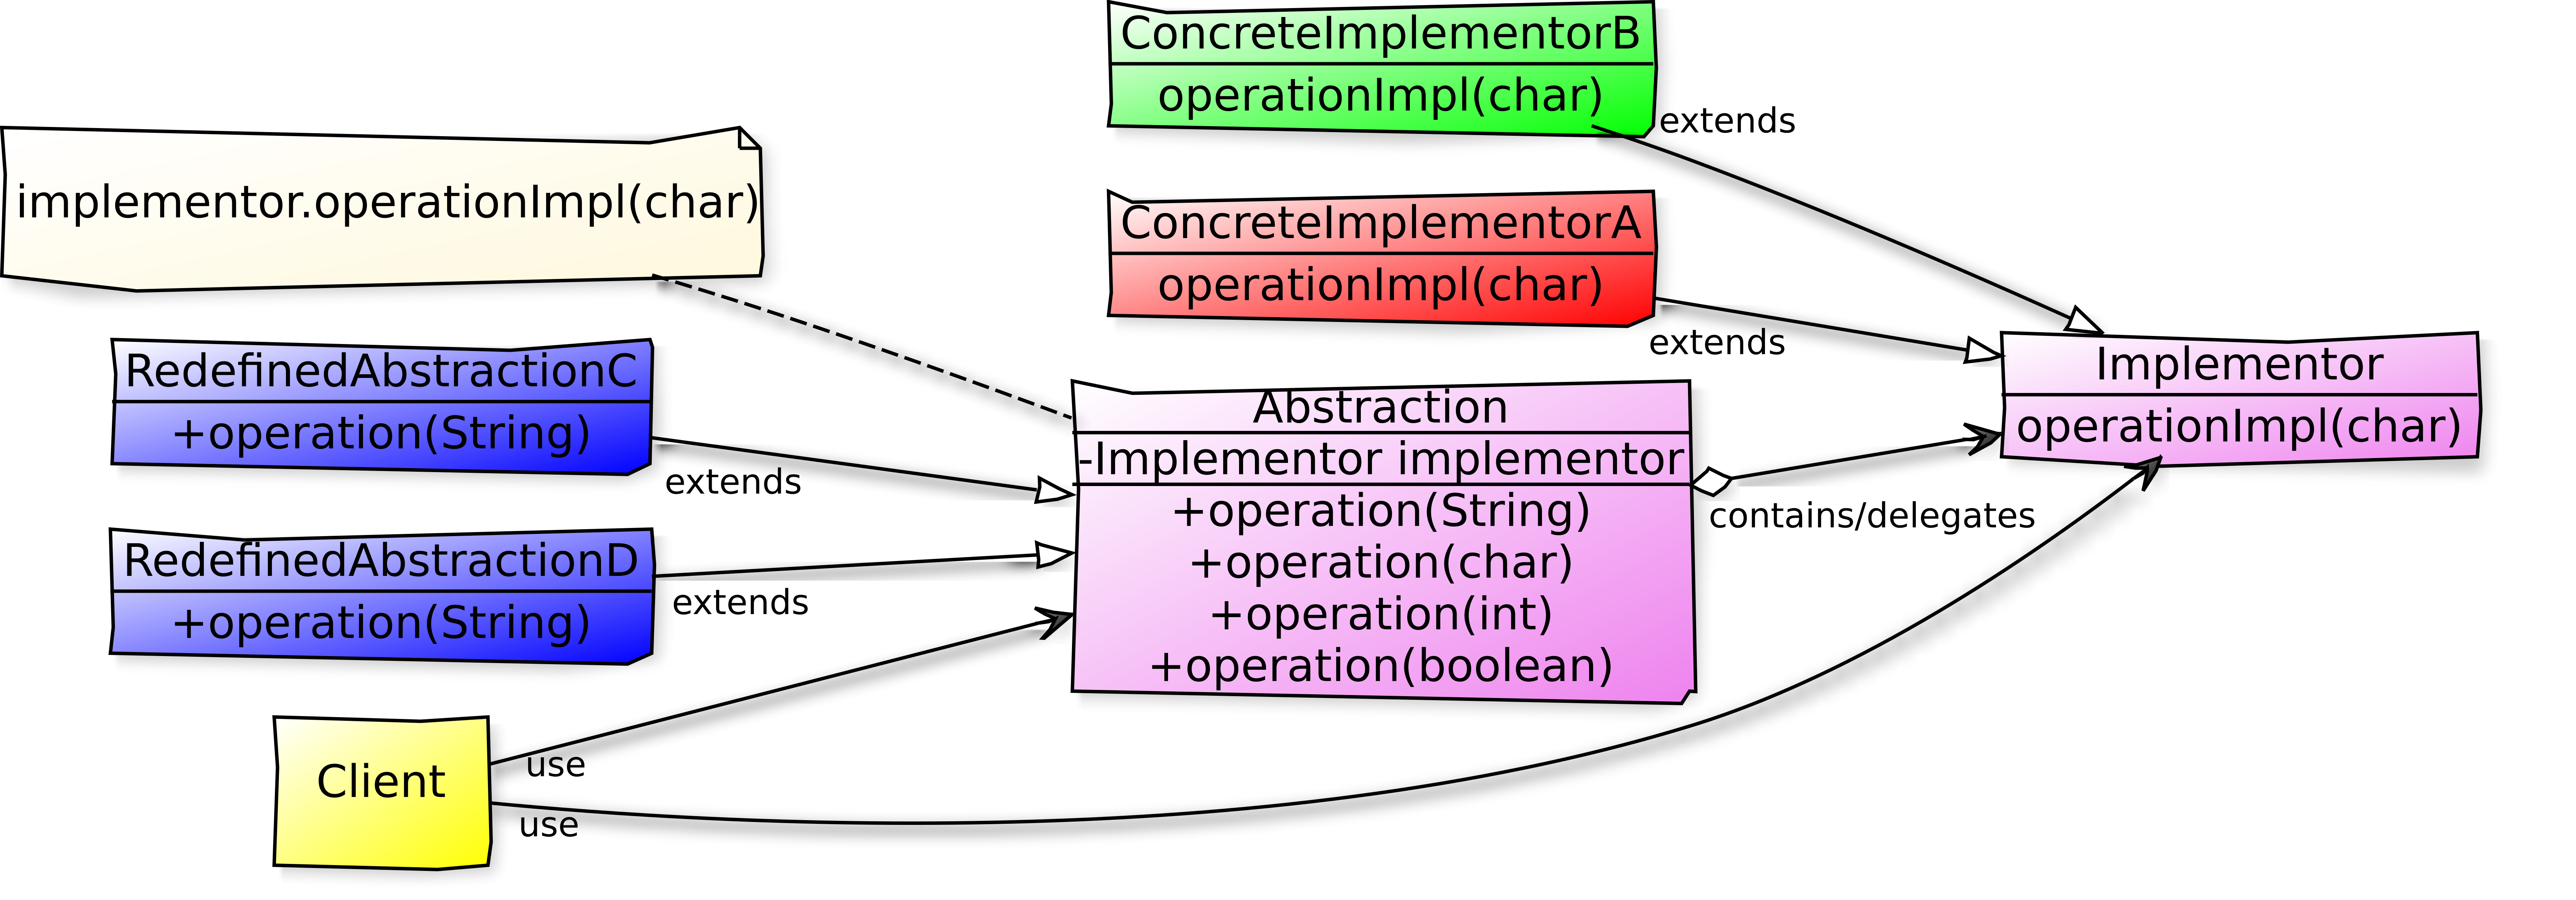 ConcreteImplementorB
operationImpl(char)
extends
implementor.operationImpl(char)
ConcreteImplementorA
operationImpl(char)
extends
Implementor
operationImpl(char)
RedefinedAbstractionC
+operation(String)
extends
Abstraction
-Implementor implementor
+operation(String)
+operation(char)
+operation(int)
+operation(boolean)
contains/delegates
RedefinedAbstractionD
+operation(String)
extends
Client
use
use